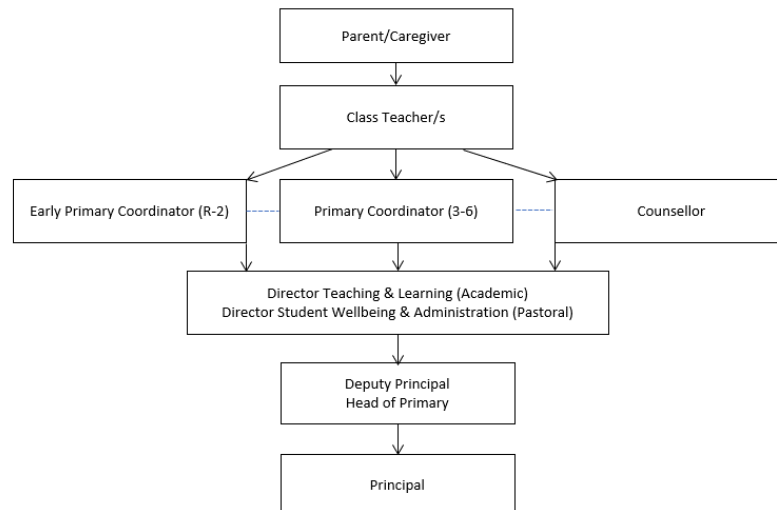 Parent/Caregiver
Class Teacher/s
Early Primary Coordinator (R-2)
Primary Coordinator (3-6)
Counsellor
Director Teaching & Learning (Academic)
Director Student Wellbeing & Administration (Pastoral)
Deputy Principal
Head of Primary
Principal